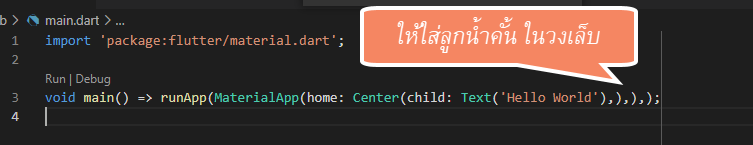 b > main.dart > ...
ให้ใส่ลูกน้ำคั้น ในวงเล็บ
1 import 'package:flutter/material.dart';
2
Run | Debug
3 void main() => runApp(MaterialApp(home: Center(child: Text('Hello World'),),),);
4